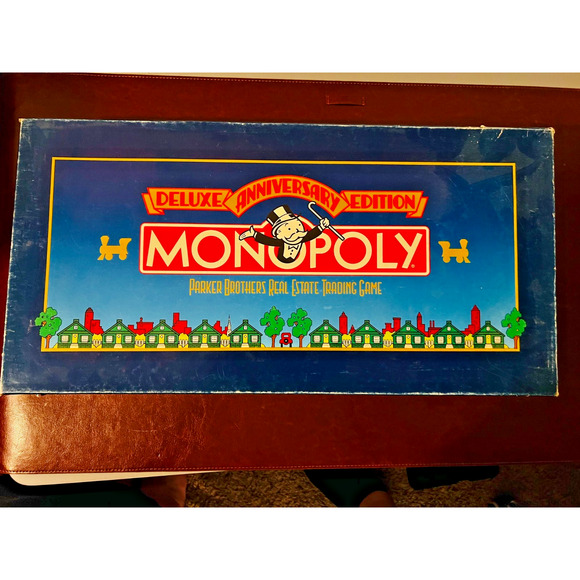 DELUXE ANNIVERSARY EDITION
MONOPOLY®
PARKER BROTHERS REAL ESTATE TRADING GAME